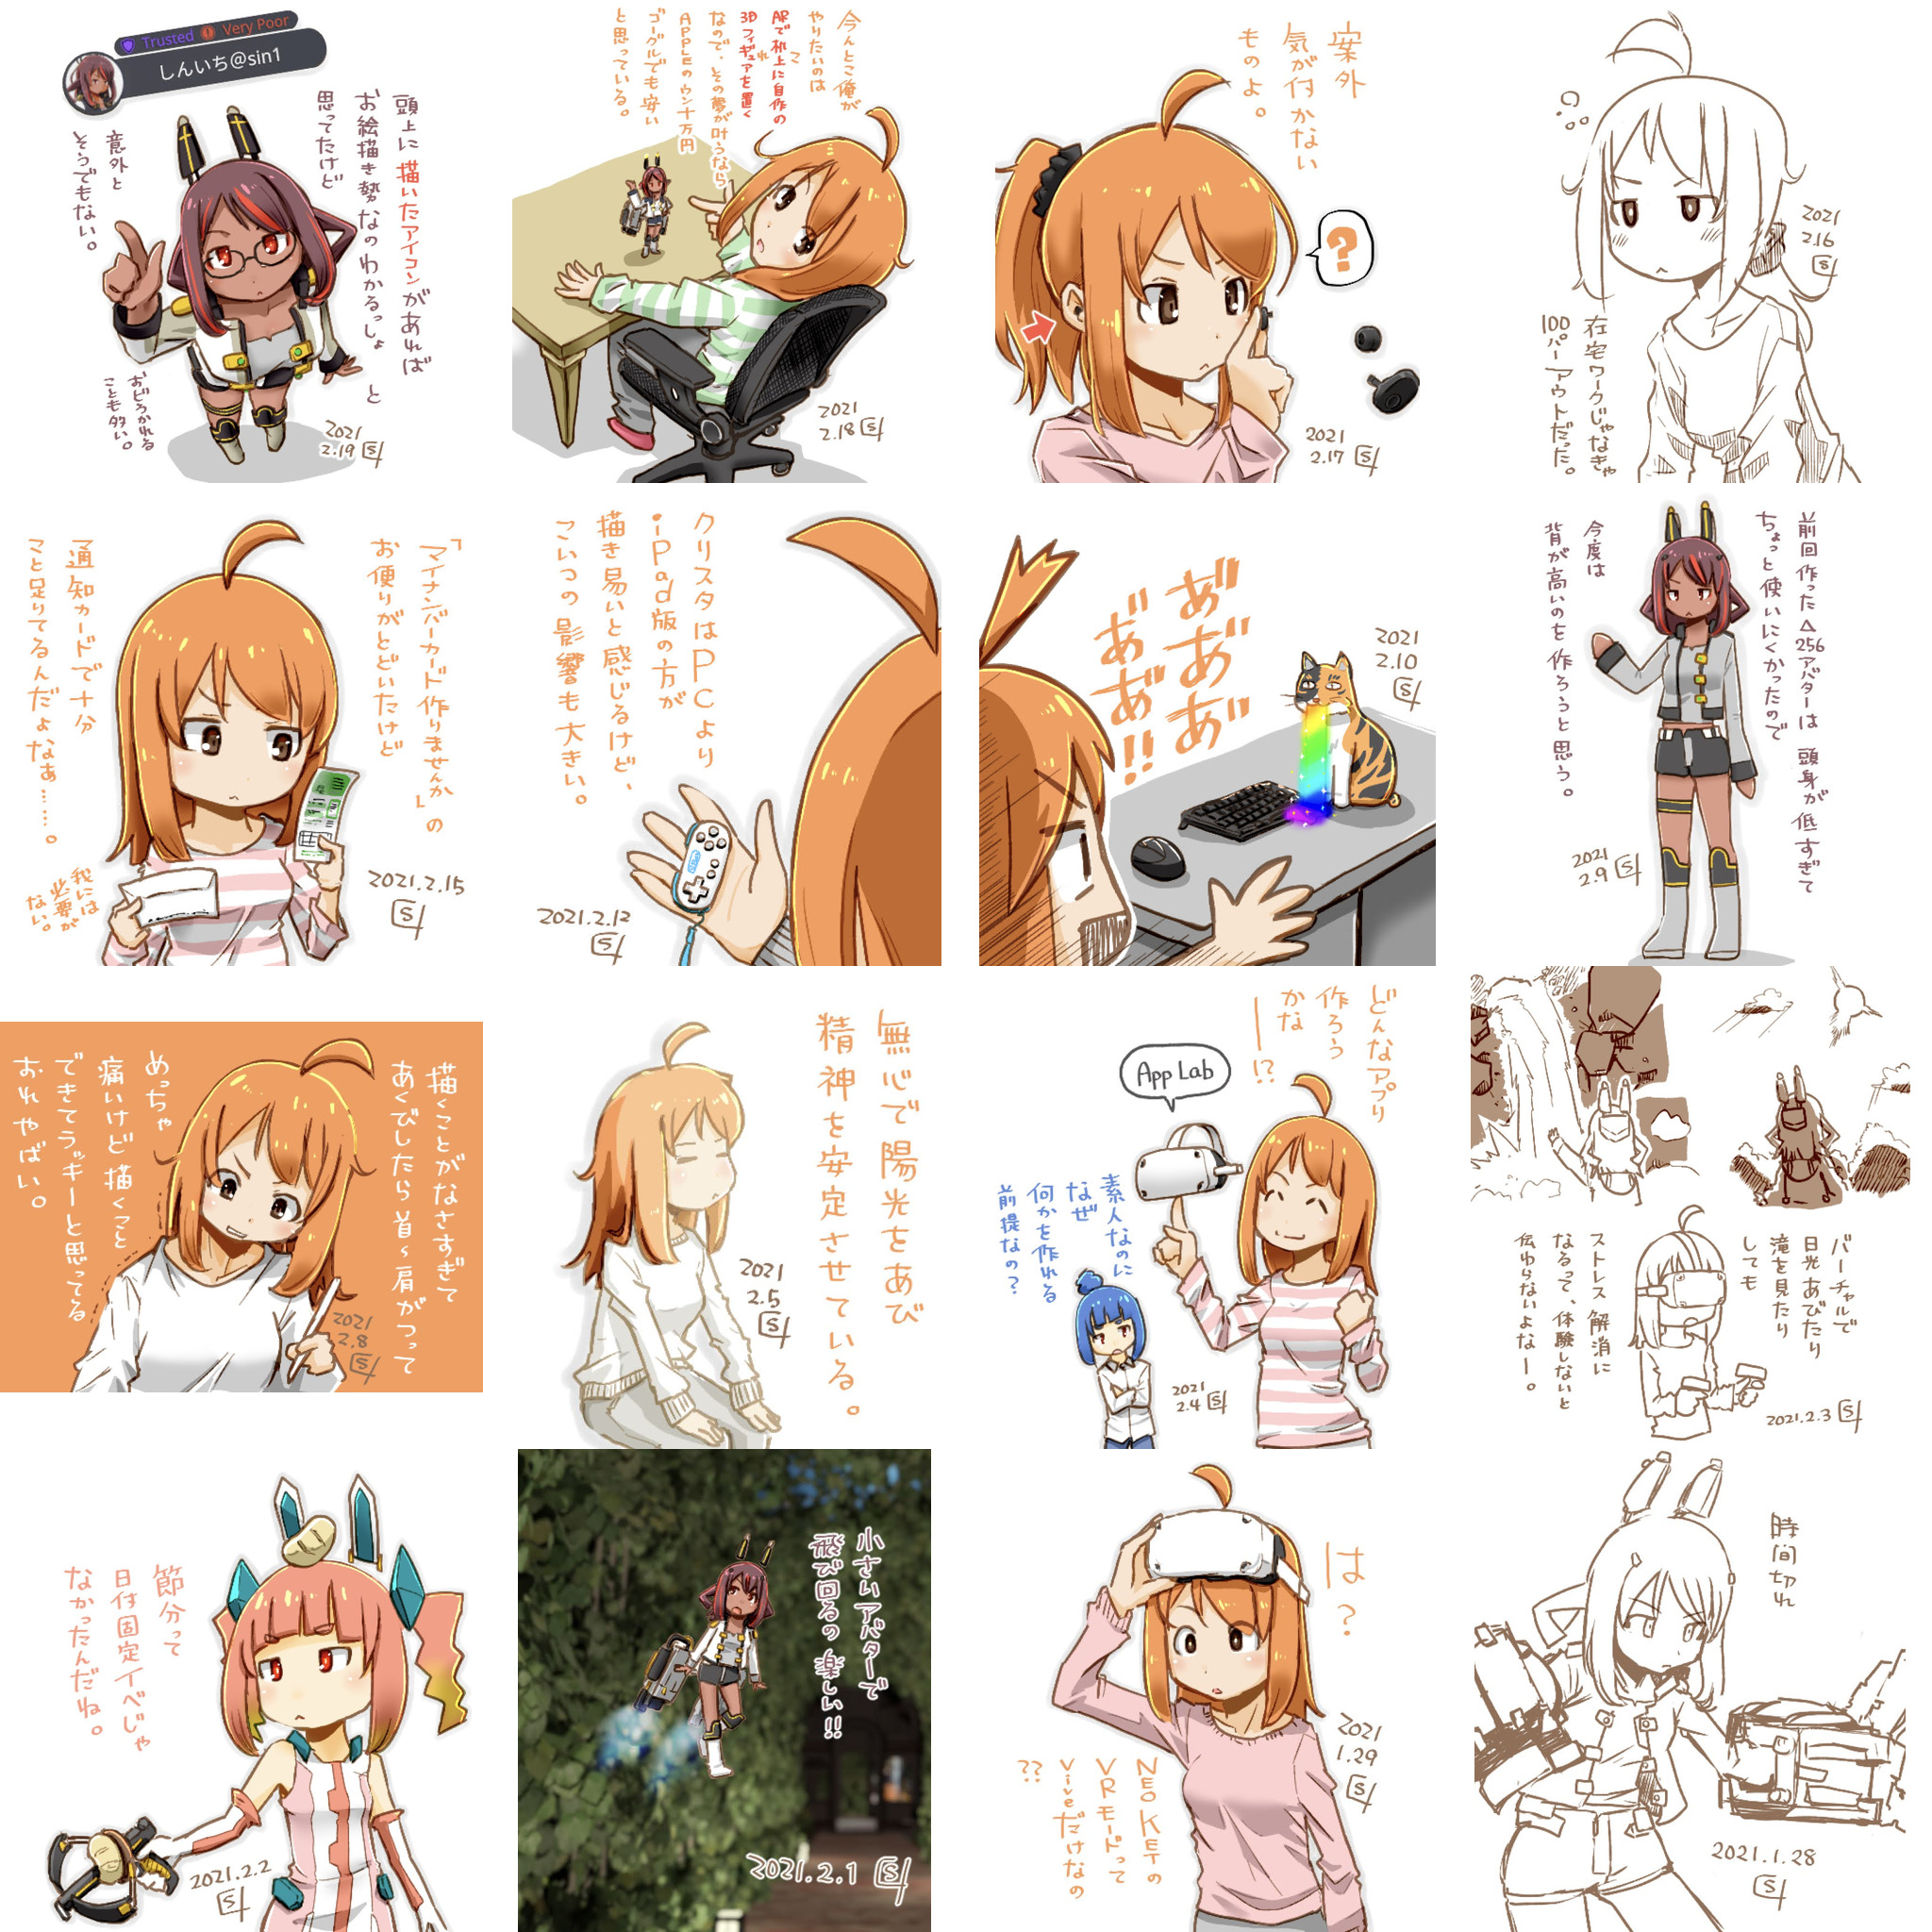 Trusted Very Poor
しんいち@sin1
頭上に描いたアイコンがあれば
お絵描き勢なのわかるっしょ
と
思ってたけど
意外と
そうでもない。
おどろかれる
ことも多い。
2021
2.19
今んとこ俺が
やりたいのは
ARで机上に自作の
3Dフィギュアを置く
こ
れ
なので、その夢が叶うなら
APPLEのウン十万円
ゴーグルでも安い
と思っている。
2021
2.18
案外
気が付かない
ものよ。
?
2021
2.17
2021
2.16
在宅ワークじゃなきゃ
100パーアウトだった。
「マイナンバーカード作りませんか
」の
お便りがとどいたけど
通知カードで十分
こと足りてるんだよなぁ……。
我には
必要が
ない。
2021.2.15
クリスタはPCより
iPad版の方が
描き易いと感じるけど、
こいつの影響も大きい。
2021.2.12
あ゛あ゛あ゛
あ゛あ゛!!
2021
2.10
前回作ったΔ256アバターは 頭身が低すぎて
ちょっと使いにくかったので
今度は
背が高いのを作ろうと思う。
2021
2.9
描くことがなさすぎて
あくびしたら首〜肩がつって
めっちゃ
痛いけど描くこと
できてラッキーと思ってる
おれやばい。
2021
2.8
無心で陽光をあび
精神を安定させている。
2021
2.5
どんなアプリ
作ろう
かな
ー!?
App Lab
素人なのに
なぜ
何かを作れる
前提なの?
2021
2.4
バーチャルで
日光あびたり
滝を見たり
しても
ストレス解消に
なるって、体験しないと
伝わらないよなー。
2021.2.3
節分って
日付固定イベじゃ
なかったんだね。
2021.2.2
小さいアバターで
飛び回るの楽しい!!
2021.2.1
は?
NEOKETの
VRモードって
Viveだけなの
??
2021
1.29
時間切れ
2021.1.28